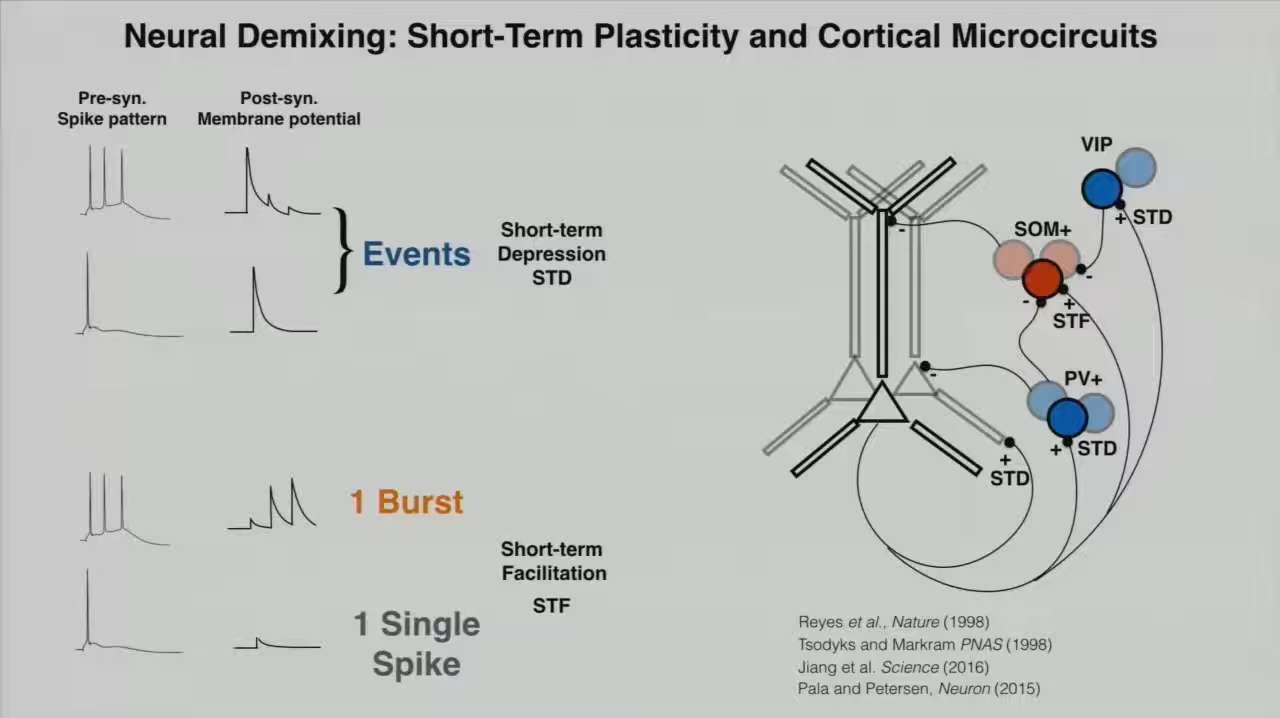 Neural Demixing: Short-Term Plasticity and Cortical Microcircuits
Pre-syn.
Spike pattern
Post-syn.
Membrane potential
Events
Short-term
Depression
STD
1 Burst
Short-term
Facilitation
STF
1 Single
Spike
VIP
+ STD
SOM+
-
-
-
+
STF
PV+
-
+ STD
+
STD
Reyes et al., Nature (1998)
Tsodyks and Markram PNAS (1998)
Jiang et al. Science (2016)
Pala and Petersen, Neuron (2015)